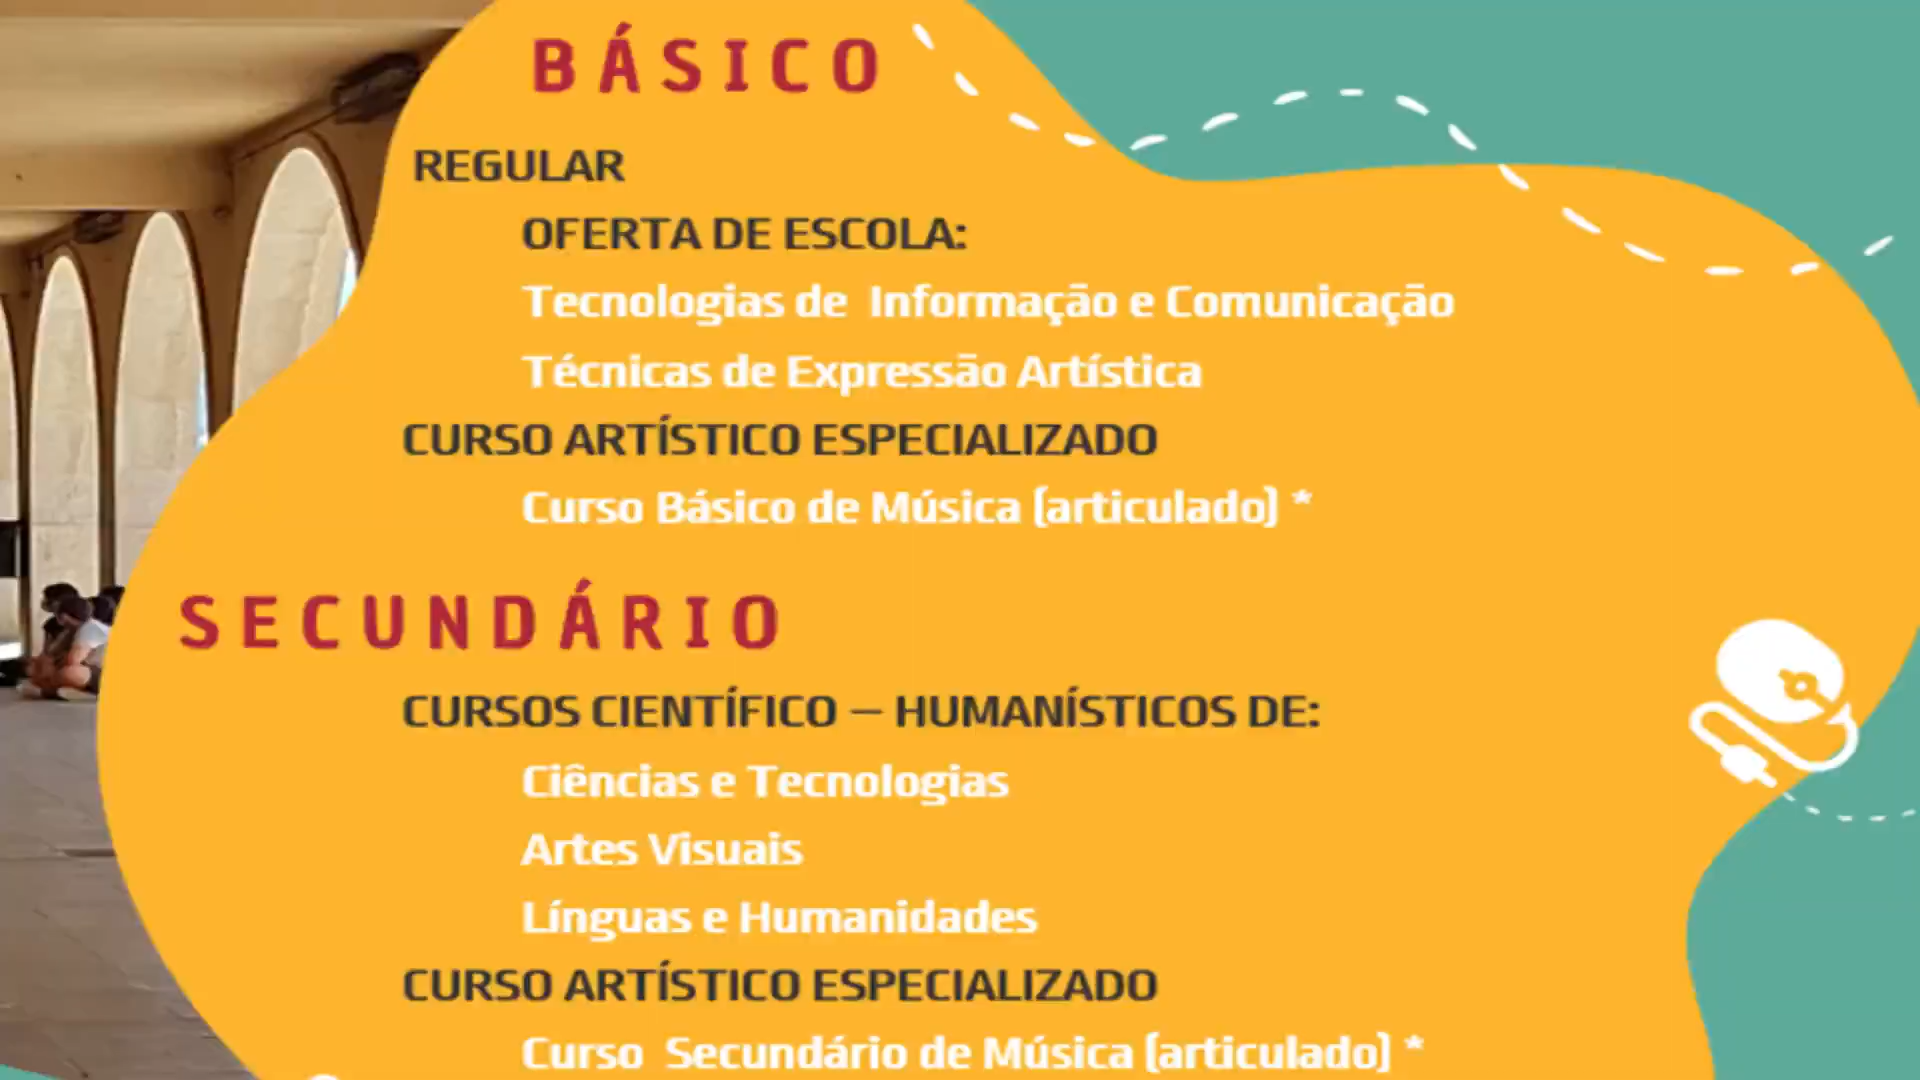 BÁSICO
REGULAR
OFERTA DE ESCOLA:
Tecnologias de Informação e Comunicação
Técnicas de Expressão Artística
CURSO ARTÍSTICO ESPECIALIZADO
Curso Básico de Música (articulado) *
SECUNDÁRIO
CURSOS CIENTÍFICO – HUMANÍSTICOS DE:
Ciências e Tecnologias
Artes Visuais
Línguas e Humanidades
CURSO ARTÍSTICO ESPECIALIZADO
Curso Secundário de Música (articulado) *